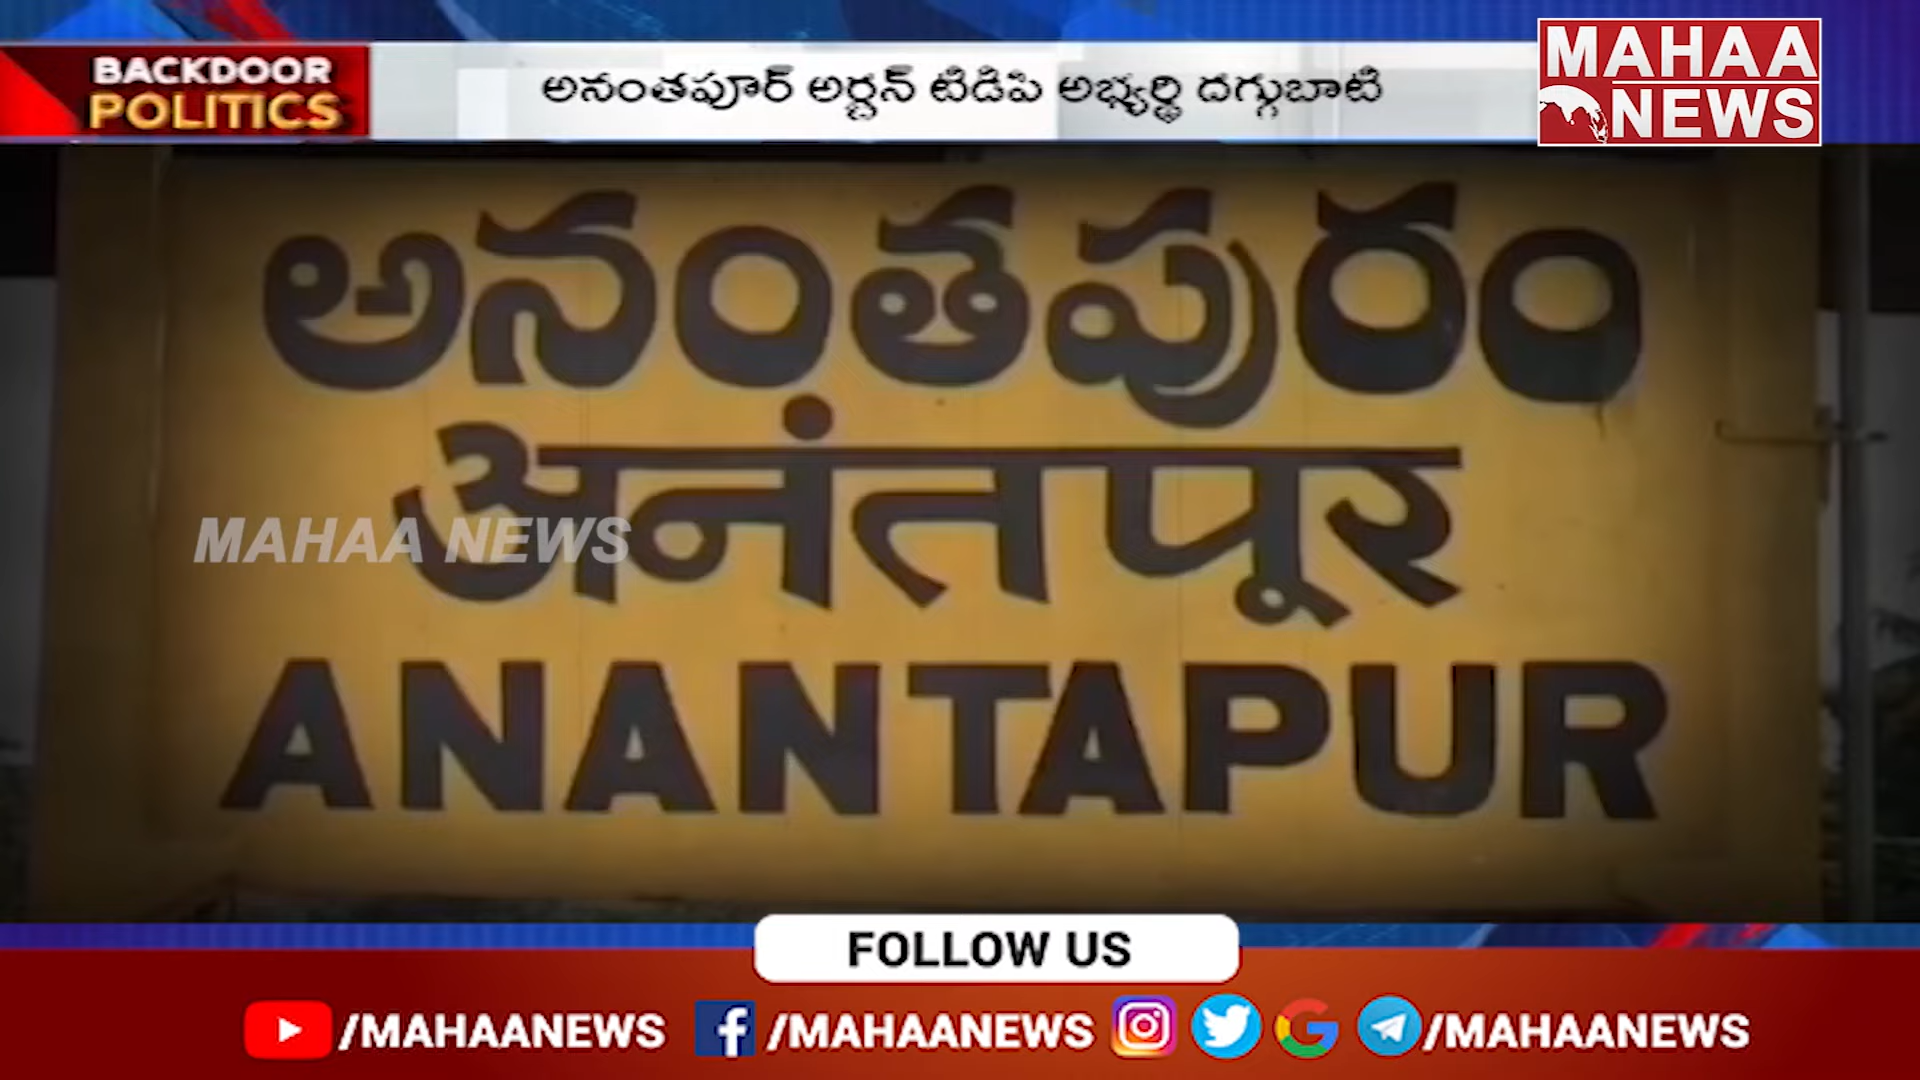 BACKDOOR
POLITICS
అనంతపూర్ అర్బన్ టిడిపి అభ్యర్థి దగ్గుబాటి
MAHAA
NEWS
అనంతపురం
अनंतपूर
MAHAA NEWS
ANANTAPUR
FOLLOW US
/MAHAANEWS /MAHAANEWS /MAHAANEWS